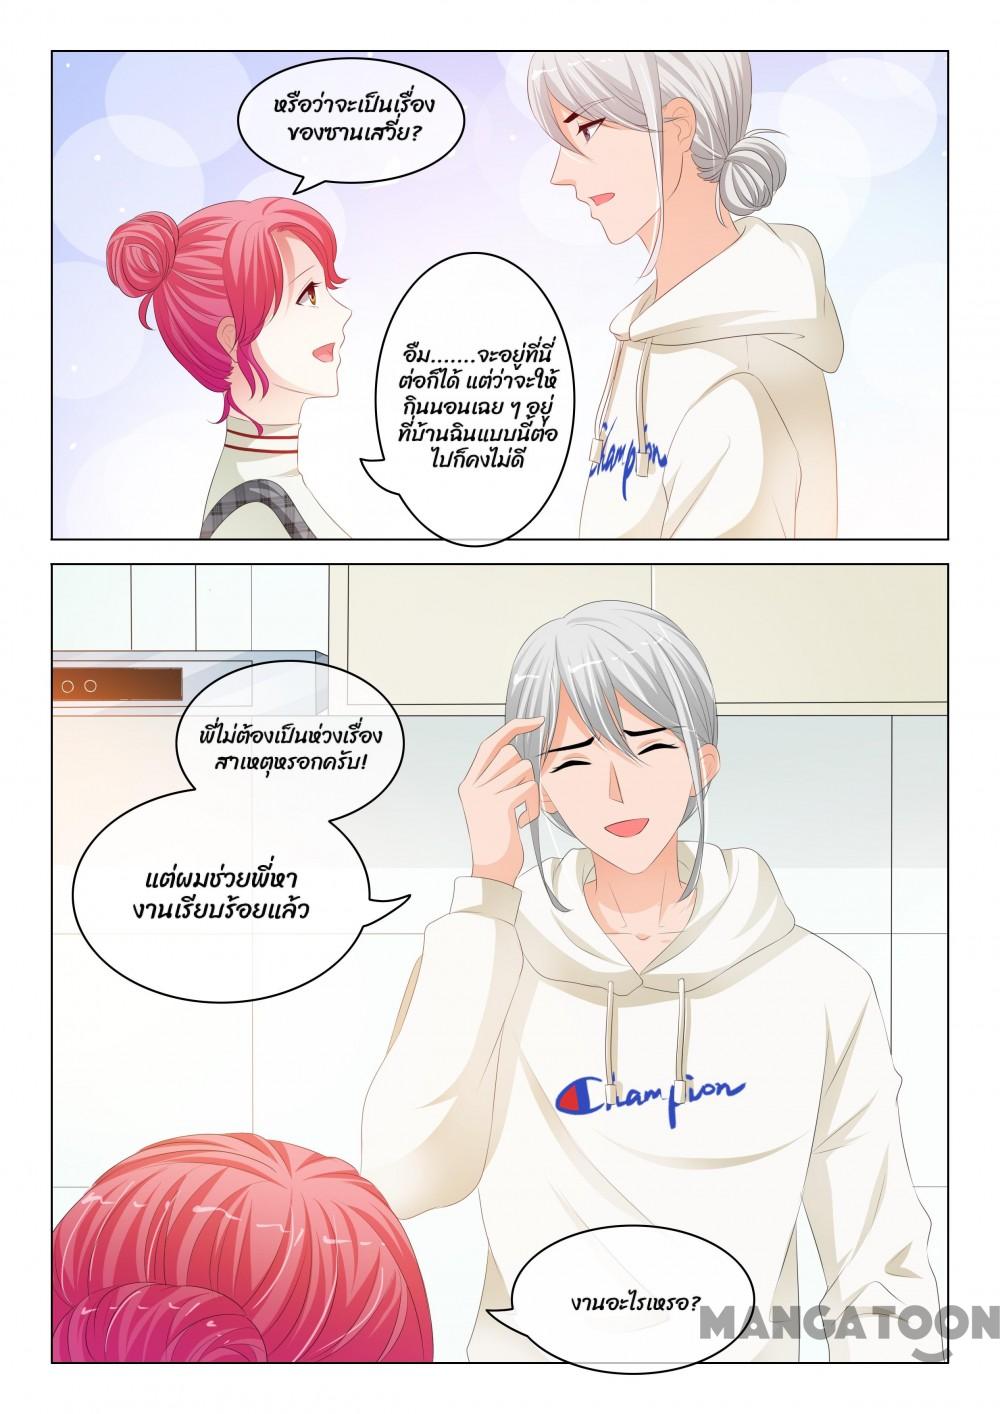 หรือว่าจะเป็นเรื่อง
ของซานเสวี่ย?
อืม.......จะอยู่ที่นี่
ต่อก็ได้ แต่ว่าจะให้
กินนอนเฉย ๆ อยู่
ที่บ้านฉินแบบนี้ต่อ
ไปก็คงไม่ดี
Champion
พี่ไม่ต้องเป็นห่วงเรื่อง
สาเหตุหรอกครับ!
แต่ผมช่วยพี่หา
งานเรียบร้อยแล้ว
Champion
งานอะไรเหรอ?
MANGATOON